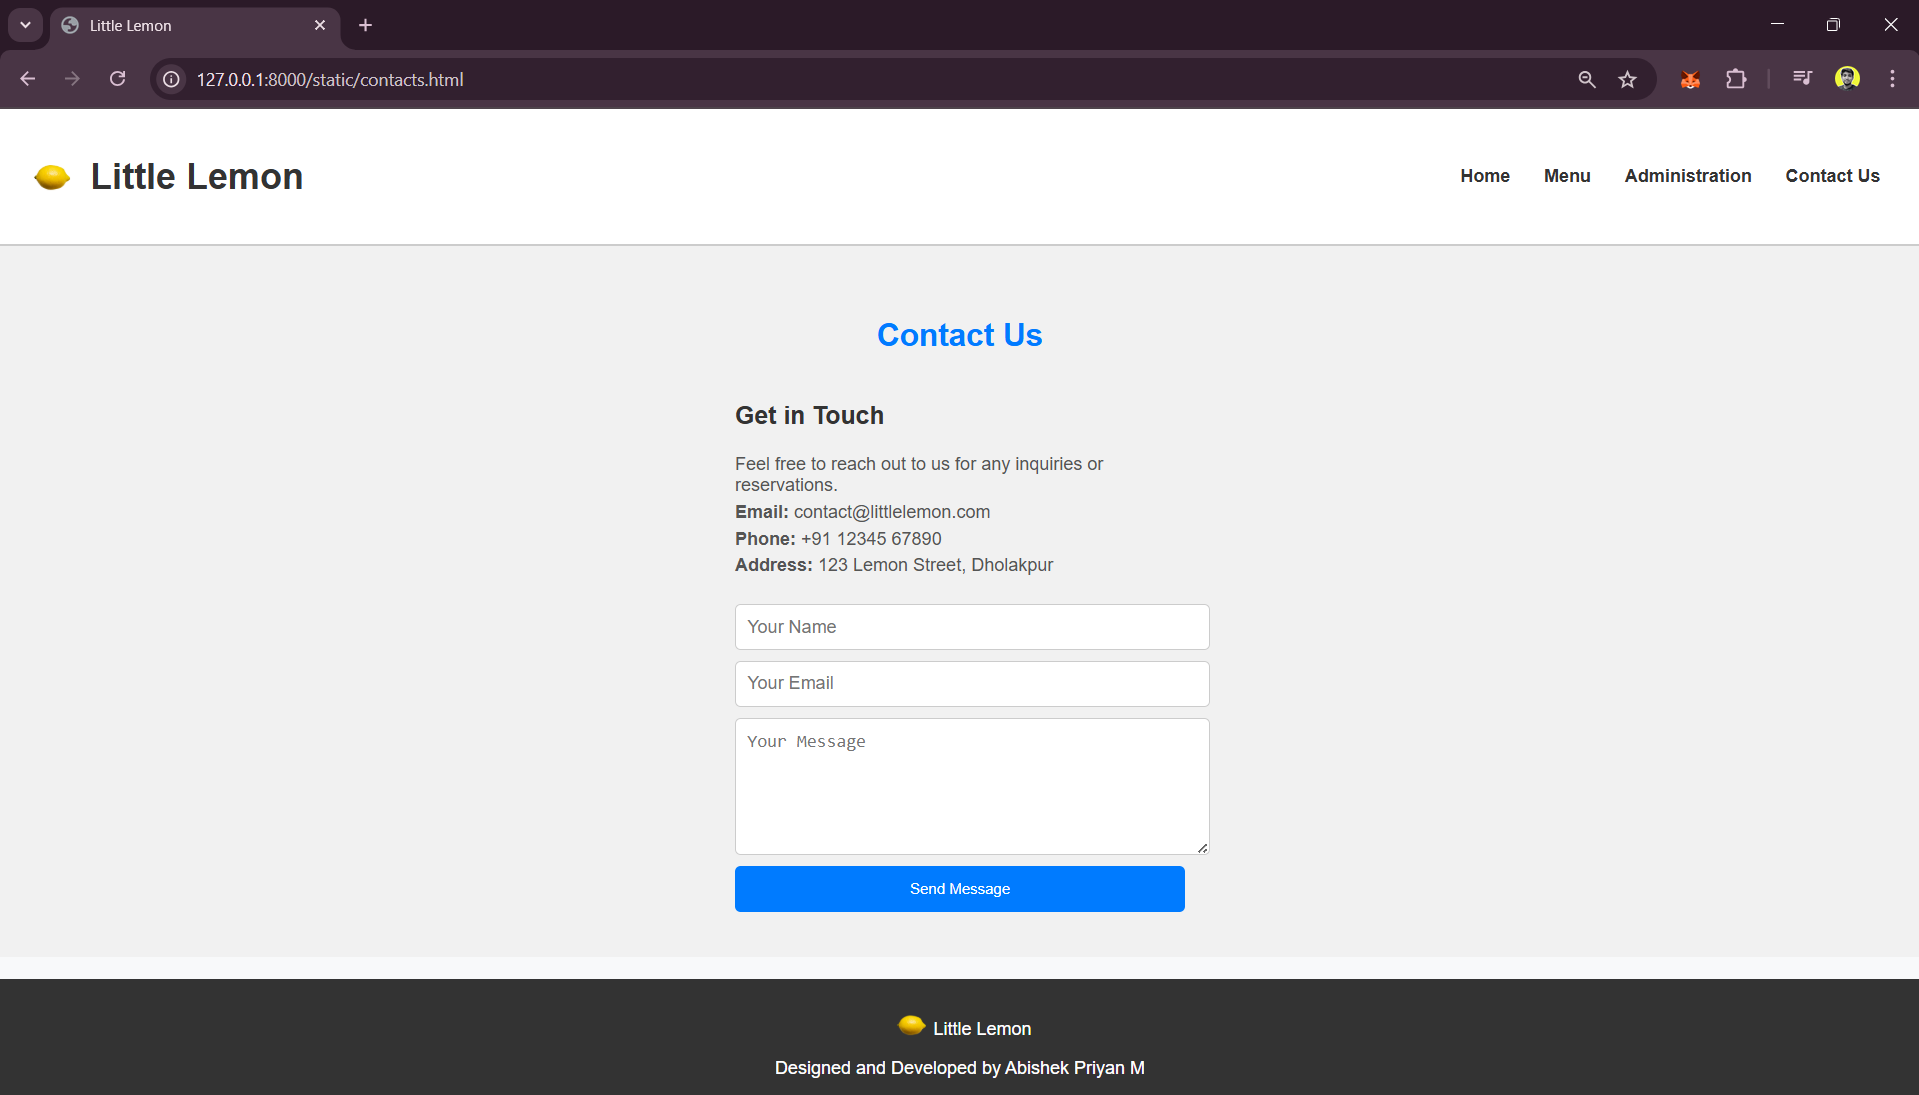 Little Lemon
127.0.0.1:8000/static/contacts.html
Little Lemon
Home Menu Administration Contact Us
Contact Us
Get in Touch
Feel free to reach out to us for any inquiries or
reservations.
Email: contact@littlelemon.com
Phone: +91 12345 67890
Address: 123 Lemon Street, Dholakpur
Your Name
Your Email
Your Message
Send Message
Little Lemon
Designed and Developed by Abishek Priyan M